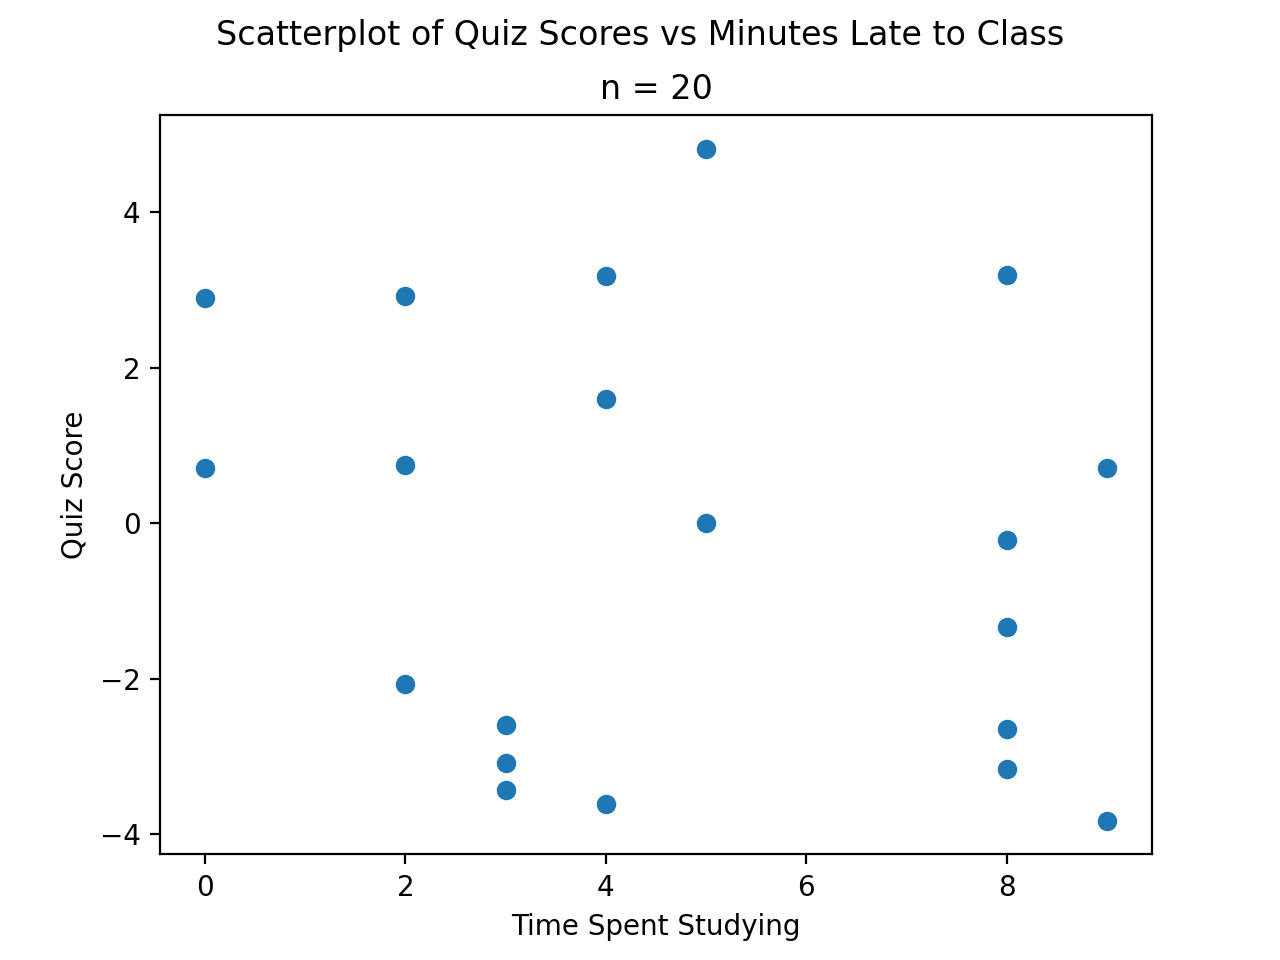 Scatterplot of Quiz Scores vs Minutes Late to Class
n = 20
4
2
0
−2
−4
Quiz Score
0 2 4 6 8
Time Spent Studying